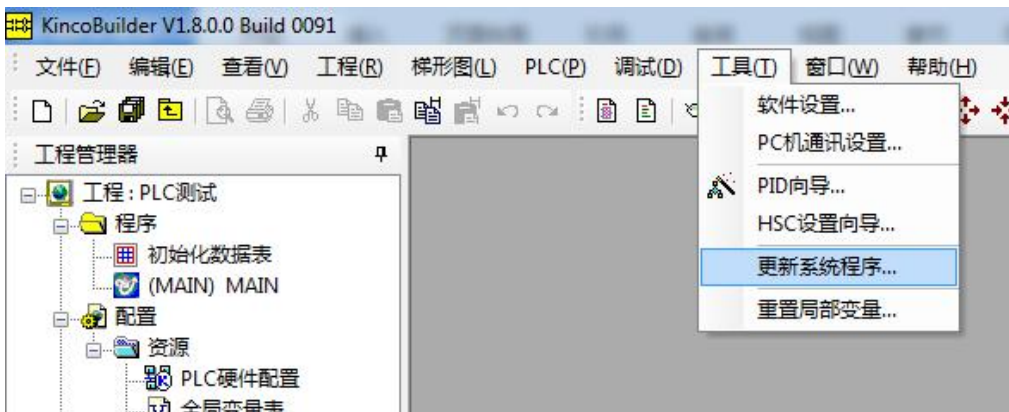 KincoBuilder V1.8.0.0 Build 0091
文件(F) 编辑(E) 查看(V) 工程(R) 梯形图(L) PLC(P) 调试(D) 工具(T) 窗口(W) 帮助(H)
软件设置...
PC机通讯设置...
PID向导...
HSC设置向导...
更新系统程序...
重置局部变量...
工程管理器
工程:PLC测试
程序
初始化数据表
(MAIN) MAIN
配置
资源
PLC硬件配置
全局变量表